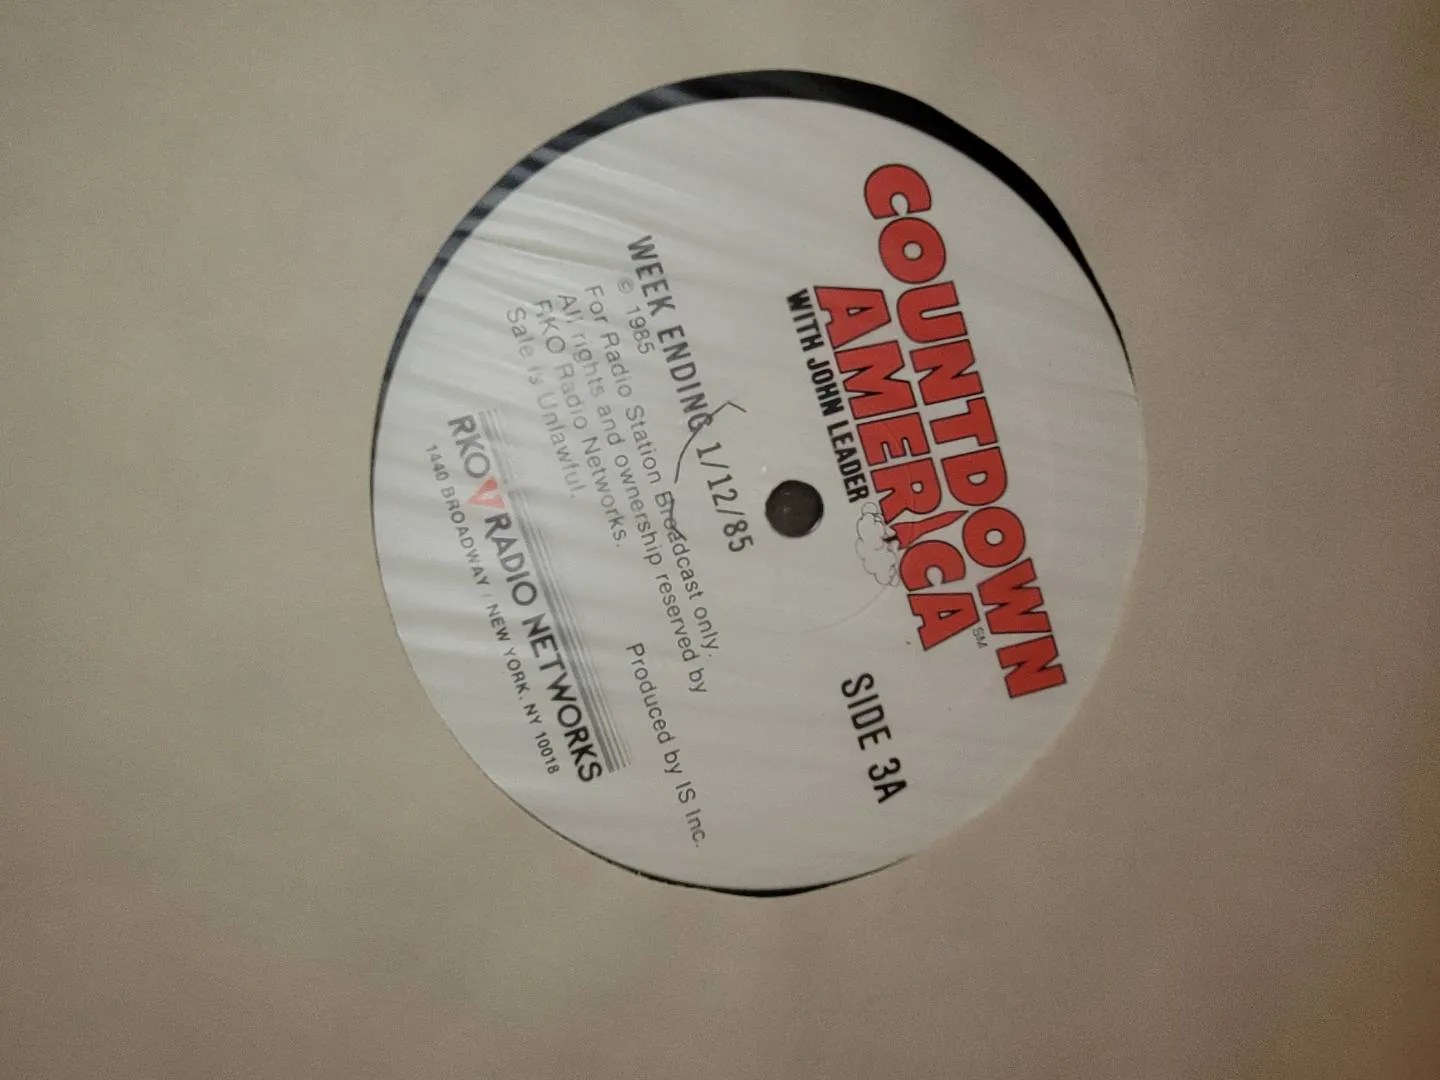 COUNTDOWN
AMERICA SM
WITH JOHN LEADER
SIDE 3A
WEEK ENDING 1/12/85
© 1985
For Radio Station Broadcast only.
All rights and ownership reserved by
RKO Radio Networks.
Sale is Unlawful.
Produced by IS Inc.
RKO RADIO NETWORKS
1440 BROADWAY / NEW YORK, NY 10018